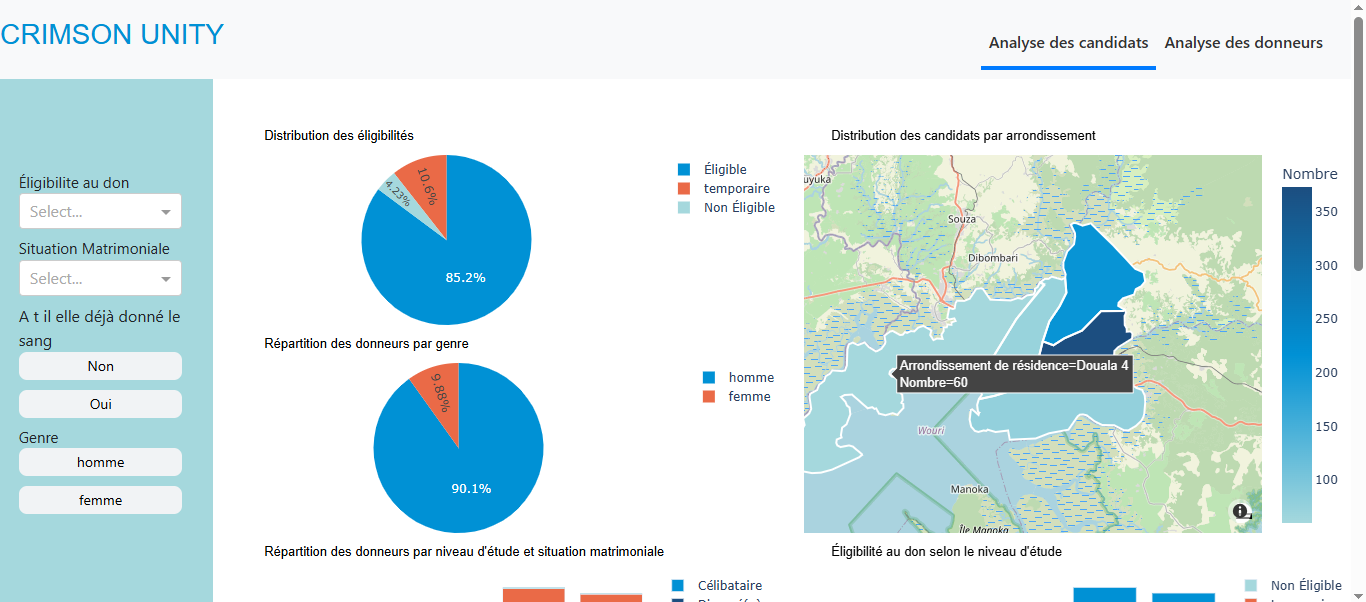 CRIMSON UNITY
Analyse des candidats
Analyse des donneurs
Éligibilite au don
Select...
Situation Matrimoniale
Select...
A t il elle déjà donné le
sang
Non
Oui
Genre
homme
femme
Distribution des éligibilités
10.6%
4.23%
85.2%
Éligible
temporaire
Non Éligible
Répartition des donneurs par genre
9.88%
90.1%
homme
femme
Distribution des candidats par arrondissement
uyuka
Souza
Dibombari
Arrondissement de résidence=Douala 4
Nombre=60
Wouri
Manoka
Île Manoka
Nombre
350
300
250
200
150
100
Répartition des donneurs par niveau d'étude et situation matrimoniale
Célibataire
Éligibilité au don selon le niveau d'étude
Non Éligible